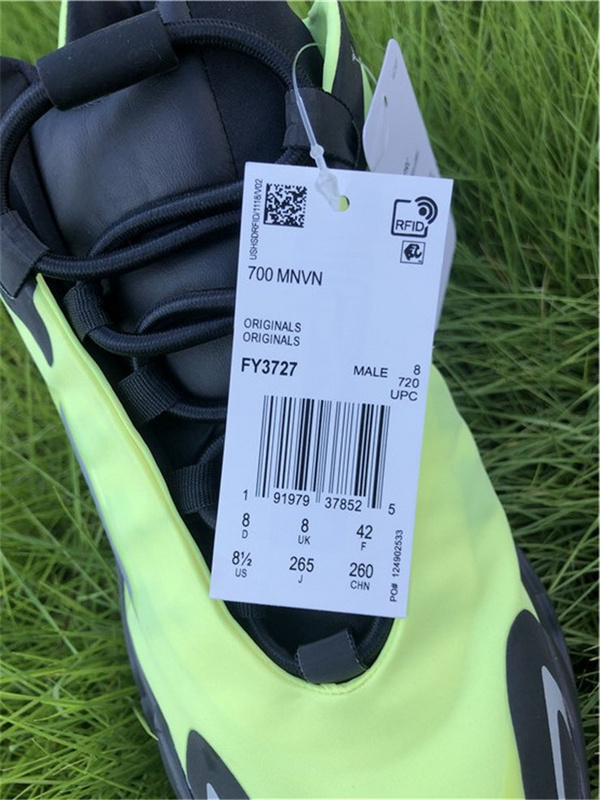 USHSDRFID/1118/V02
RFID
700 MNVN
ORIGINALS
ORIGINALS
FY3727 MALE 8
720
UPC
1 91979 37852 5
8 D 8 UK 42 F
8½ US 265 J 260 CHN
PO# 124902533